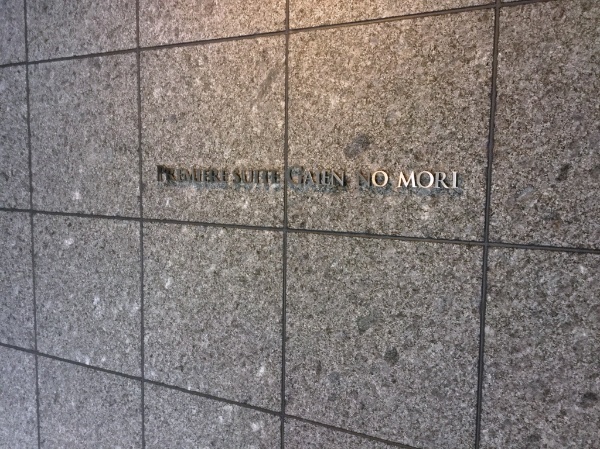 PREMIERE SUITE GAIEN NO MORI